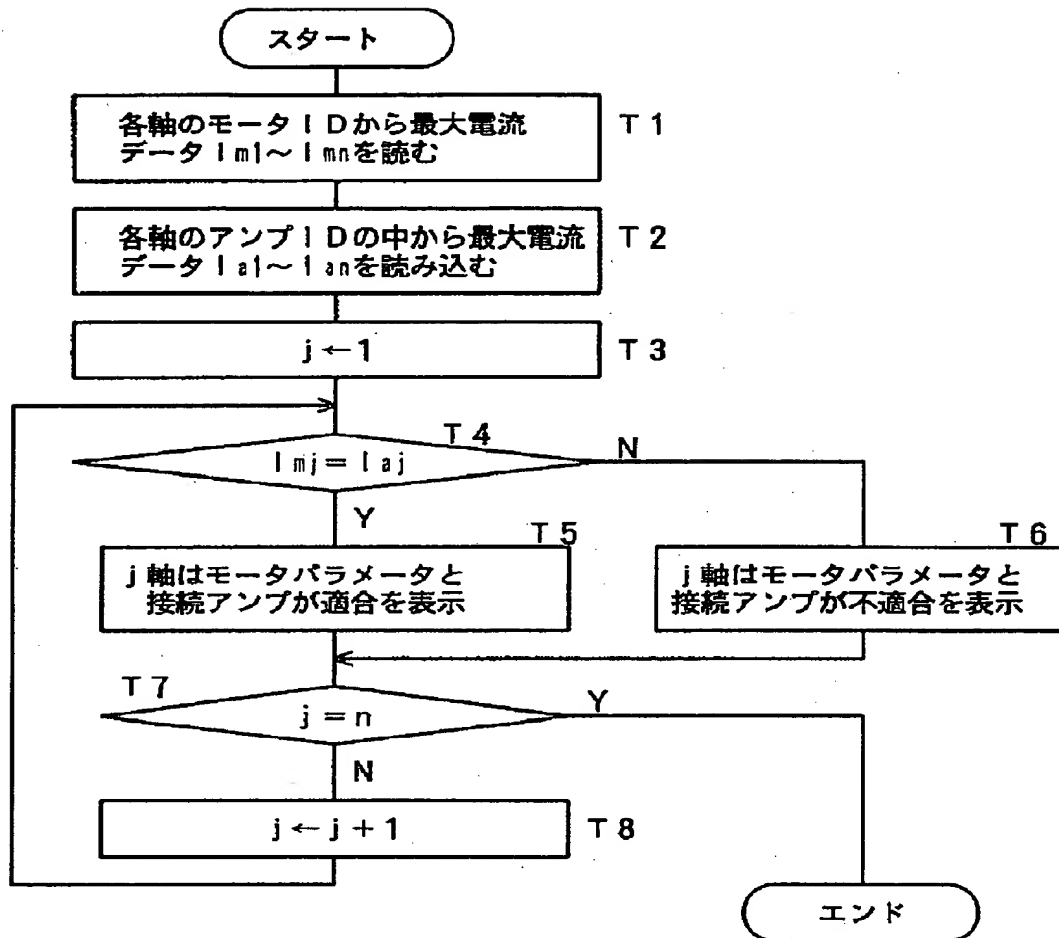 スタート
各軸のモータIDから最大電流
データIm1～Imnを読む
T1
各軸のアンプIDの中から最大電流
データIa1～Ianを読み込む
T2
j←1
T3
T4
Imj=Iaj
N
Y
T5
j軸はモータパラメータと
接続アンプが適合を表示
T6
j軸はモータパラメータと
接続アンプが不適合を表示
T7
j=n
Y
N
j←j+1
T8
エンド